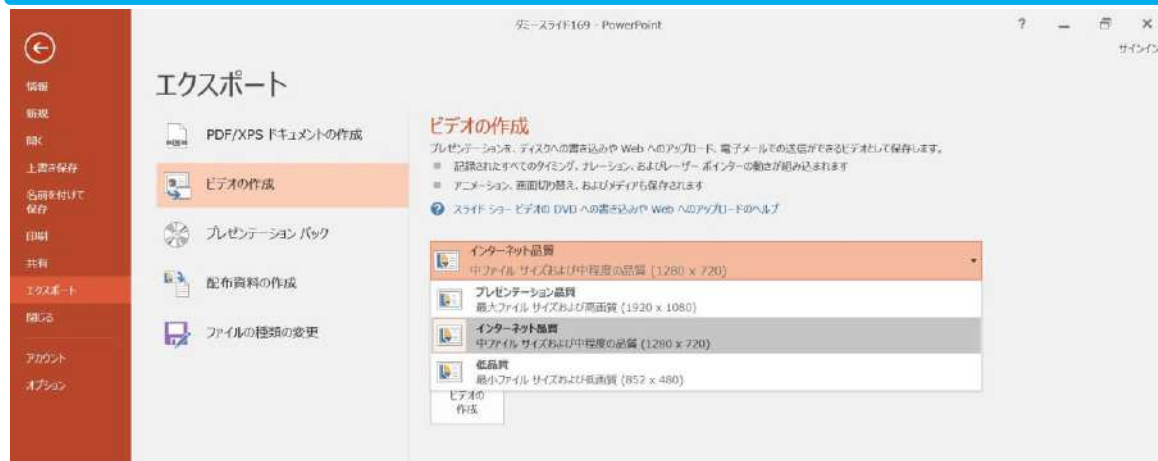 ダミースライド169 - PowerPoint
?
サインイン
情報
新規
開く
上書き保存
名前を付けて
保存
印刷
共有
エクスポート
閉じる
アカウント
オプション
エクスポート
PDF/XPS ドキュメントの作成
ビデオの作成
プレゼンテーション パック
配布資料の作成
ファイルの種類の変更
ビデオの作成
プレゼンテーションを、ディスクへの書き込みや Web へのアップロード、電子メールでの送信ができるビデオとして保存します。
記録されたすべてのタイミング、ナレーション、およびレーザー ポインターの動きが組み込まれます
アニメーション、画面切り替え、およびメディアも保存されます
スライド ショー ビデオの DVD への書き込みや Web へのアップロードのヘルプ
インターネット品質
中ファイル サイズおよび中程度の品質 (1280 x 720)
プレゼンテーション品質
最大ファイル サイズおよび高画質 (1920 x 1080)
インターネット品質
中ファイル サイズおよび中程度の品質 (1280 x 720)
低品質
最小ファイル サイズおよび低画質 (852 x 480)
ビデオの
作成